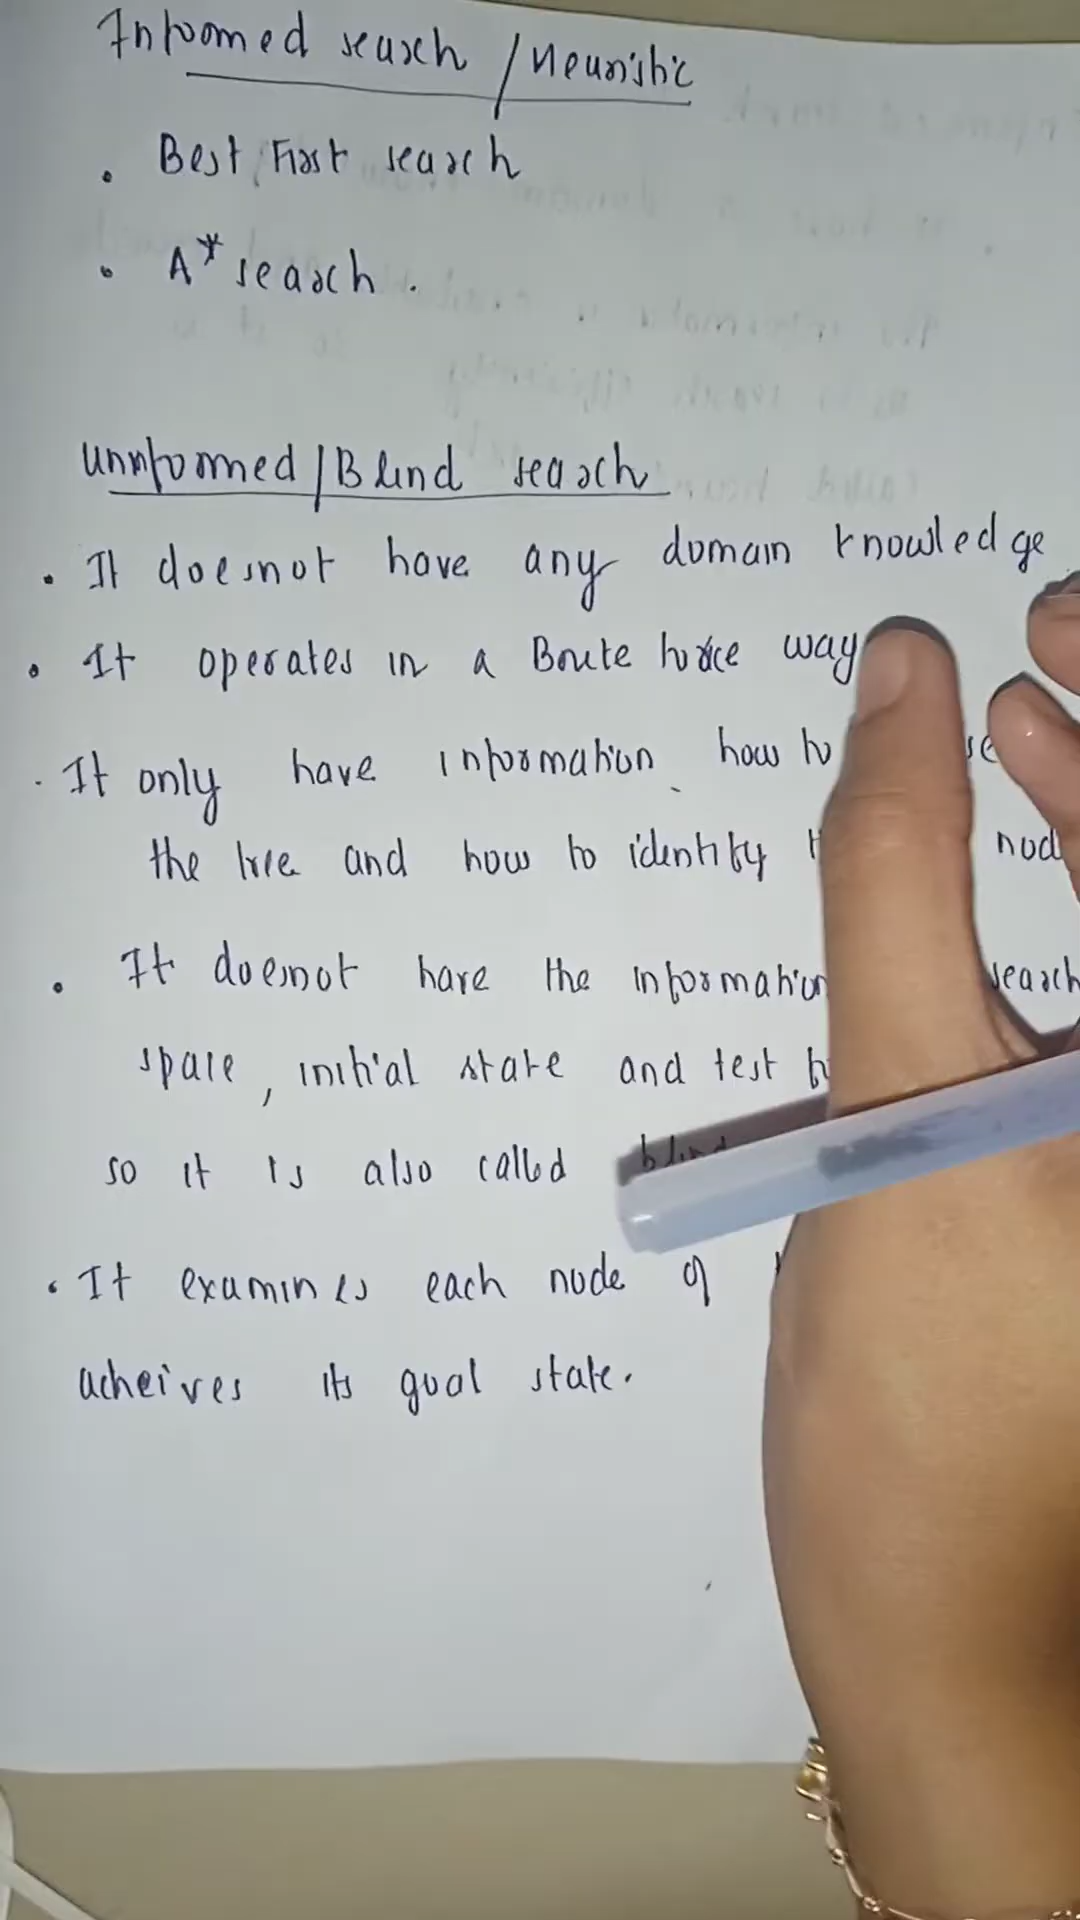 Informed search / Heuristic
. Best First search
. A* search.
uninformed / Blind search
. It doesnot have any domain knowledge
. It operates in a Brute force way
. It only have information how to
the tree and how to identify
. It doesnot have the information search
space, initial state and test
so it is also called blind
. It examines each node of
acheives its goal state.